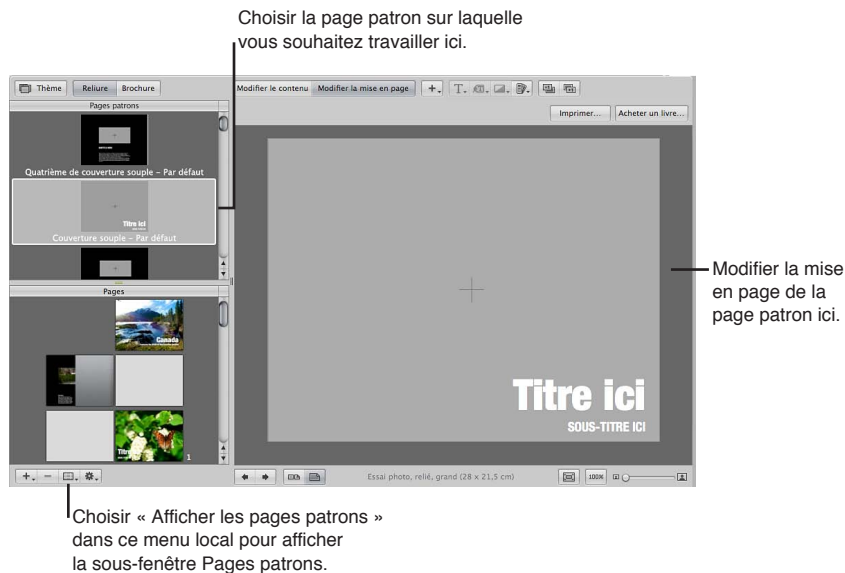 Choisir la page patron sur laquelle
vous souhaitez travailler ici.
Thème Reliure Brochure
Modifier le contenu Modifier la mise en page
Pages patrons
Imprimer... Acheter un livre...
Quatrième de couverture souple – Par défaut
Titre ici
Couverture souple – Par défaut
Pages
Canada
1
Titre ici
SOUS-TITRE ICI
Modifier la mise
en page de la
page patron ici.
Essai photo, relié, grand (28 x 21,5 cm)
100%
Choisir « Afficher les pages patrons »
dans ce menu local pour afficher
la sous-fenêtre Pages patrons.